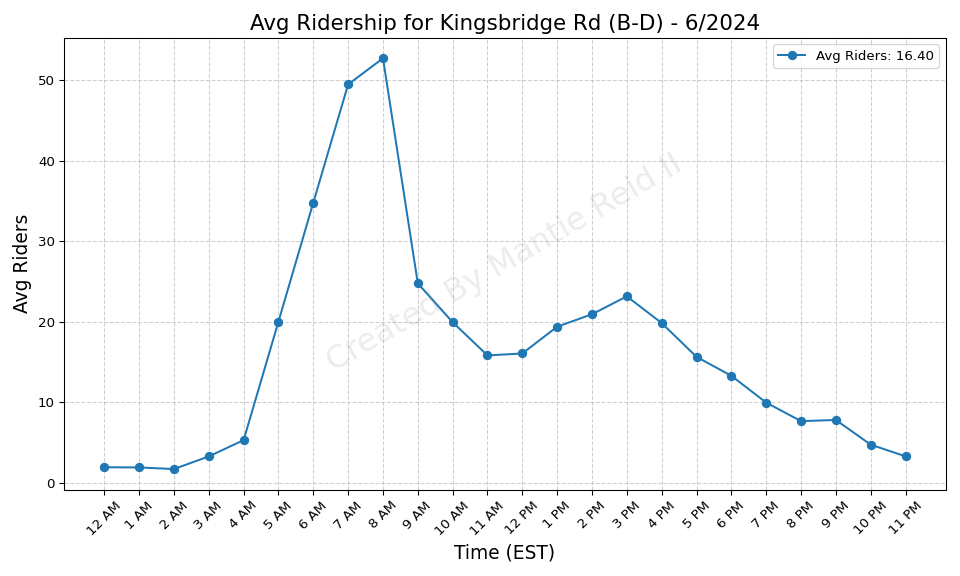 Avg Ridership for Kingsbridge Rd (B-D) - 6/2024
Avg Riders: 16.40
Avg Riders
50
40
30
20
10
0
Created By Mantie Reid II
12 AM
1 AM
2 AM
3 AM
4 AM
5 AM
6 AM
7 AM
8 AM
9 AM
10 AM
11 AM
12 PM
1 PM
2 PM
3 PM
4 PM
5 PM
6 PM
7 PM
8 PM
9 PM
10 PM
11 PM
Time (EST)